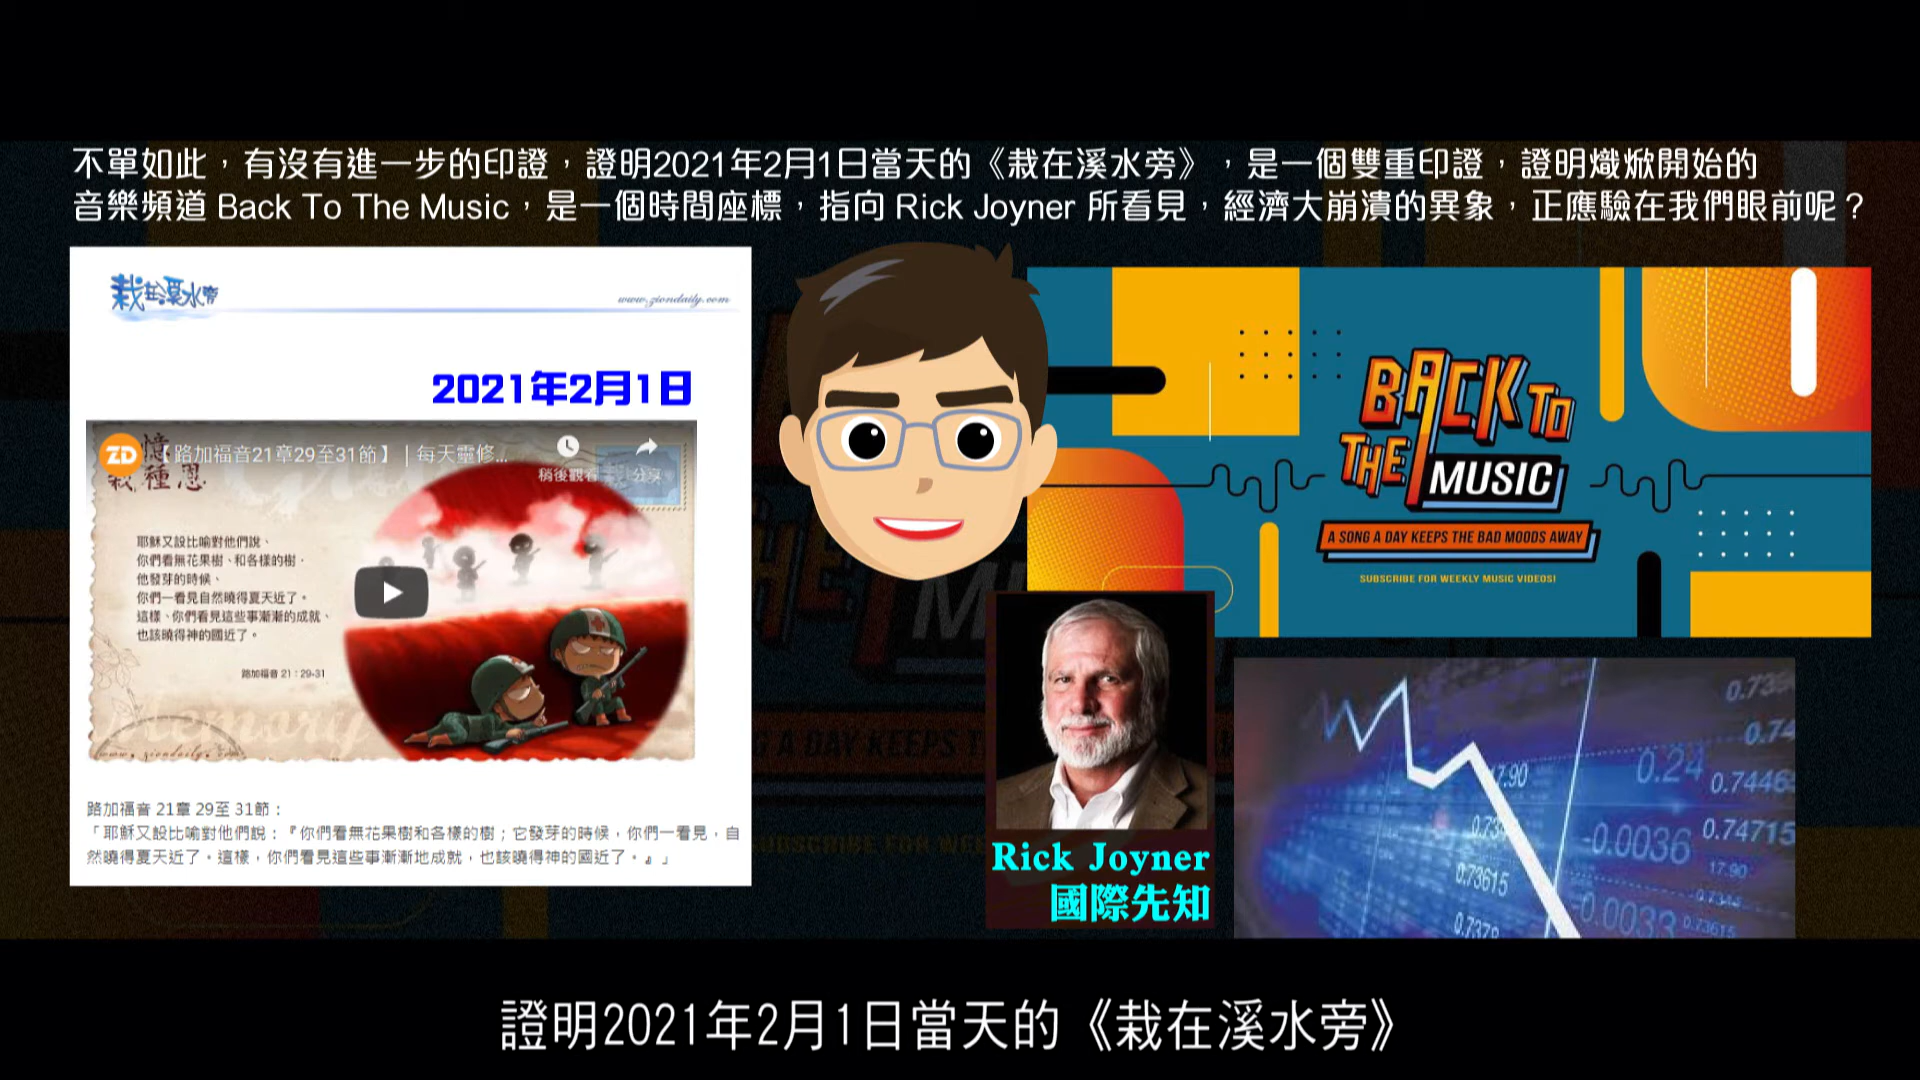 不單如此，有沒有進一步的印證，證明2021年2月1日當天的《栽在溪水旁》，是一個雙重印證，證明熾焮開始的
音樂頻道 Back To The Music，是一個時間座標，指向 Rick Joyner 所看見，經濟大崩潰的異象，正應驗在我們眼前呢？
栽在溪水旁
www.ziondaily.com
2021年2月1日
ZD
【路加福音21章29至31節】｜每天靈修...
稍後觀看
分享
耶穌又設比喻對他們說、
你們看無花果樹、和各樣的樹．
他發芽的時候、
你們一看見自然曉得夏天近了。
這樣、你們看見這些事漸漸的成就、
也該曉得神的國近了。
路加福音 21：29-31
Memory
www.ziondaily.com
路加福音 21章 29至 31節：
「耶穌又設比喻對他們說：『你們看無花果樹和各樣的樹；它發芽的時候，你們一看見，自
然曉得夏天近了。這樣，你們看見這些事漸漸地成就，也該曉得神的國近了。』」
BACK TO
THE
MUSIC
A SONG A DAY KEEPS THE BAD MOODS AWAY
SUBSCRIBE FOR WEEKLY MUSIC VIDEOS!
Rick Joyner
國際先知
0.24
17.90
-0.0036
0.74715
0.73615
17.90
-0.0033
0.73615
證明2021年2月1日當天的《栽在溪水旁》